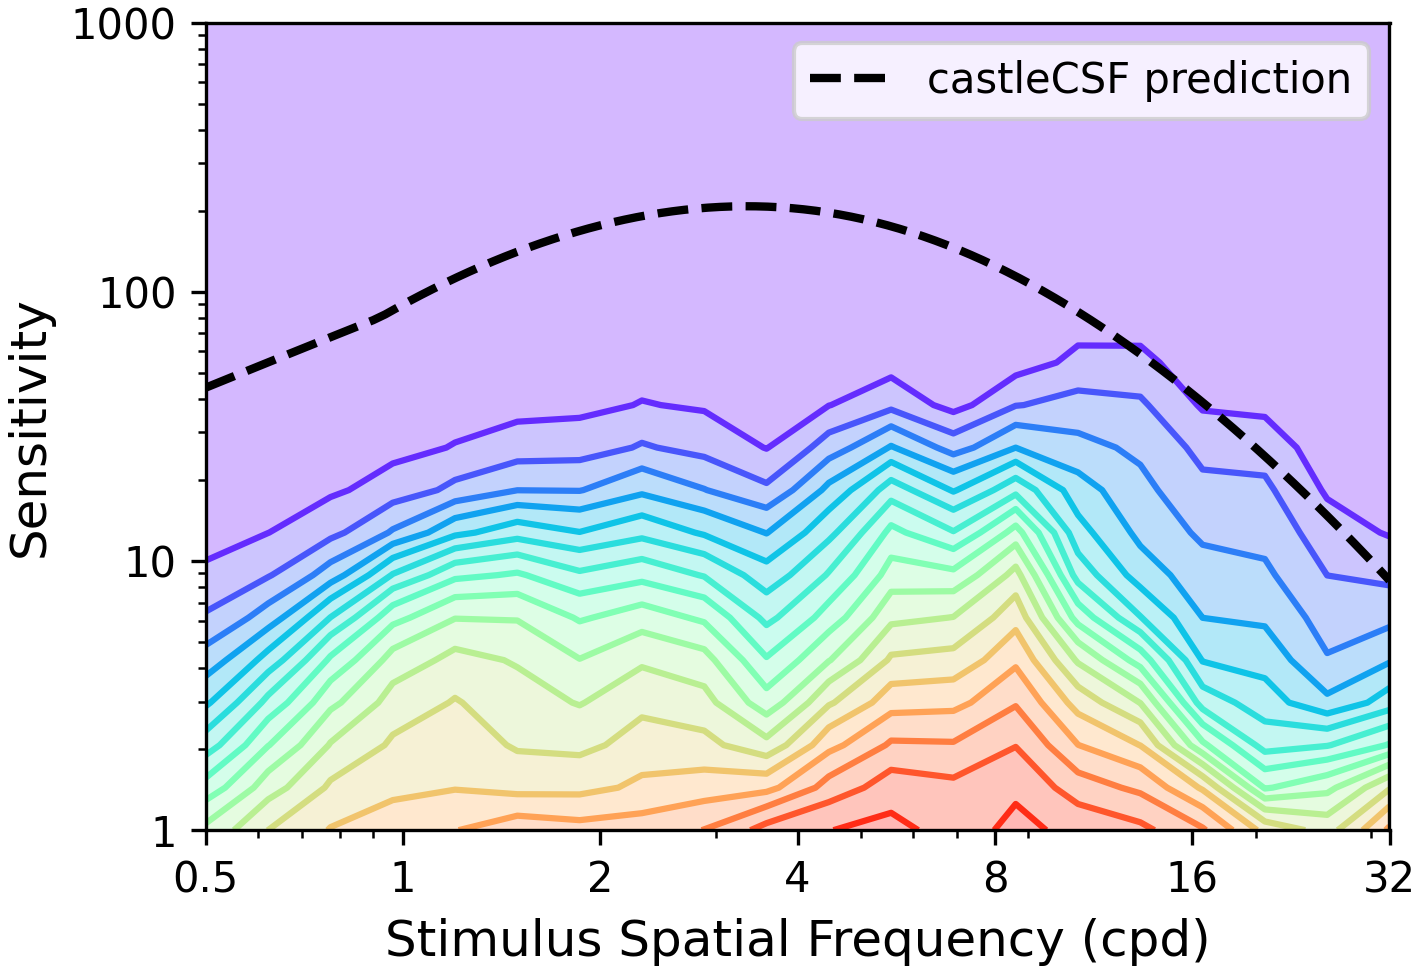 1000
castleCSF prediction
100
Sensitivity
10
1
0.5 1 2 4 8 16 32
Stimulus Spatial Frequency (cpd)